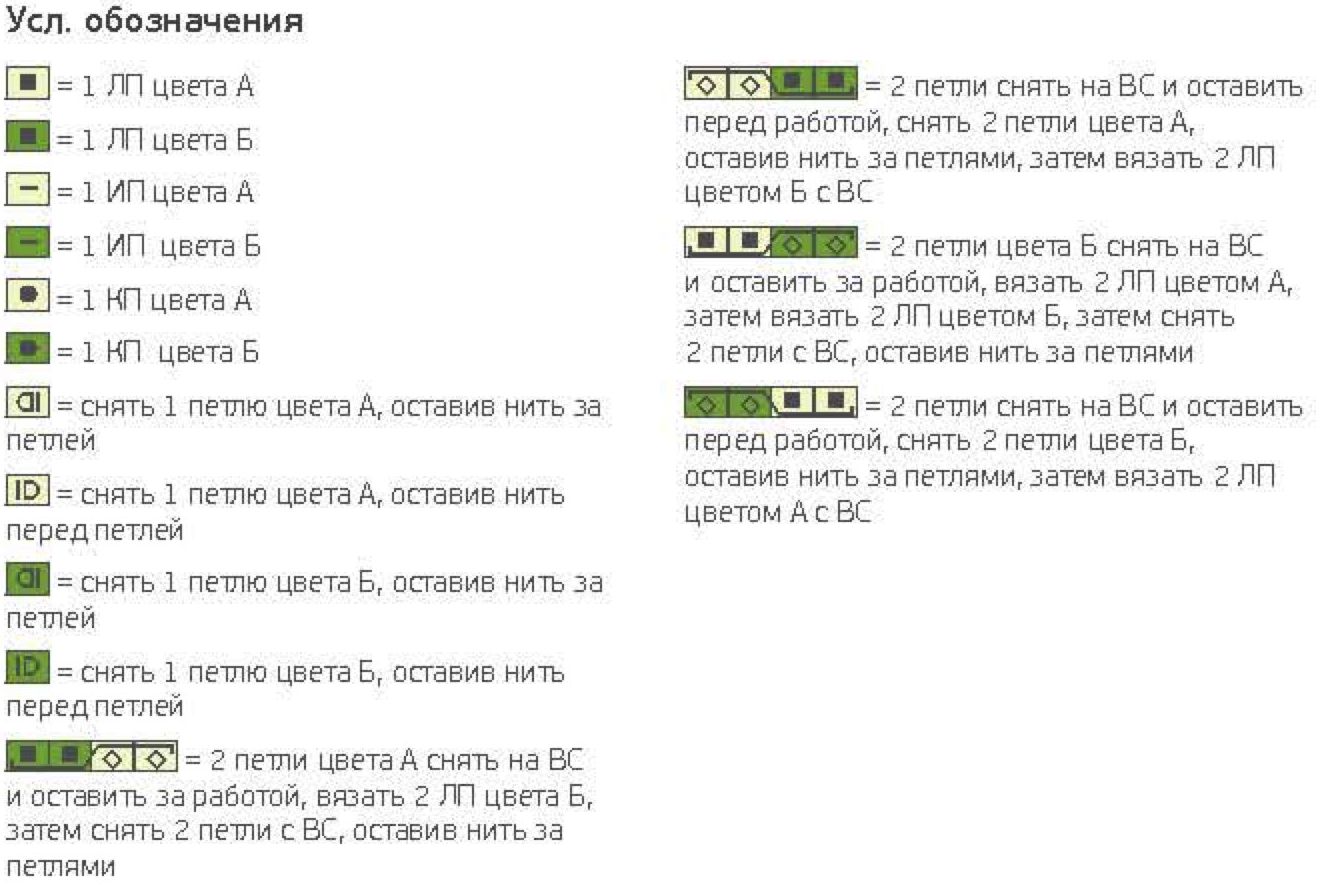 Усл. обозначения
= 1 ЛП цвета А
= 1 ЛП цвета Б
= 1 ИП цвета А
= 1 ИП цвета Б
= 1 КП цвета А
= 1 КП цвета Б
= снять 1 петлю цвета А, оставив нить за
петлей
= снять 1 петлю цвета А, оставив нить
перед петлей
= снять 1 петлю цвета Б, оставив нить за
петлей
= снять 1 петлю цвета Б, оставив нить
перед петлей
= 2 петли цвета А снять на ВС
и оставить за работой, вязать 2 ЛП цвета Б,
затем снять 2 петли с ВС, оставив нить за
петлями
= 2 петли снять на ВС и оставить
перед работой, снять 2 петли цвета А,
оставив нить за петлями, затем вязать 2 ЛП
цветом Б с ВС
= 2 петли цвета Б снять на ВС
и оставить за работой, вязать 2 ЛП цветом А,
затем вязать 2 ЛП цветом Б, затем снять
2 петли с ВС, оставив нить за петлями
= 2 петли снять на ВС и оставить
перед работой, снять 2 петли цвета Б,
оставив нить за петлями, затем вязать 2 ЛП
цветом А с ВС